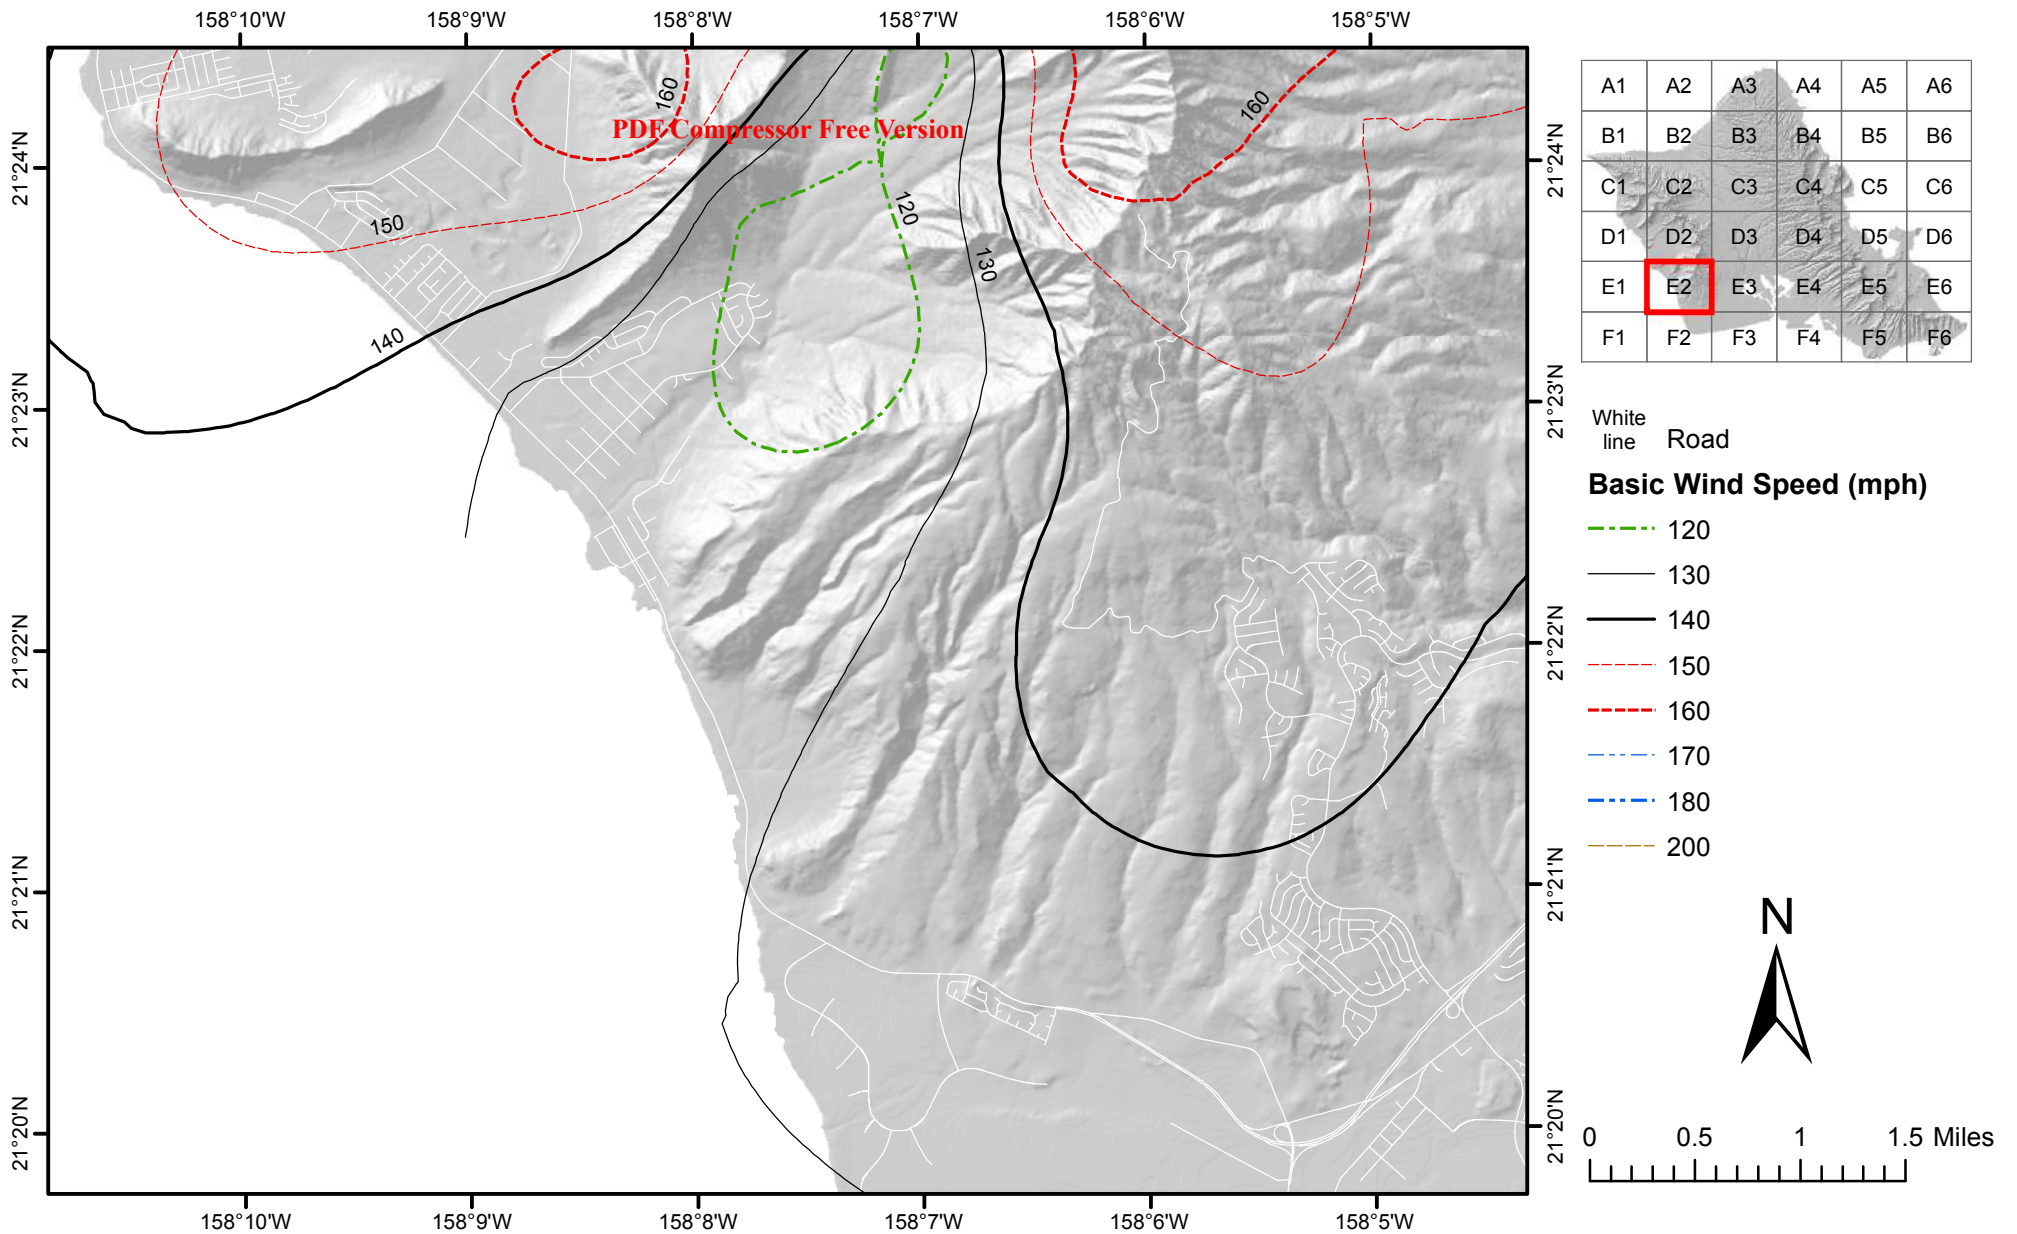 158°10'W 158°9'W 158°8'W 158°7'W 158°6'W 158°5'W
21°24'N
21°23'N
21°22'N
21°21'N
21°20'N
160
PDF Compressor Free Version
160
120
150
130
140
21°24'N
21°23'N
21°22'N
21°21'N
21°20'N
158°10'W 158°9'W 158°8'W 158°7'W 158°6'W 158°5'W
A1 A2 A3 A4 A5 A6
B1 B2 B3 B4 B5 B6
C1 C2 C3 C4 C5 C6
D1 D2 D3 D4 D5 D6
E1 E2 E3 E4 E5 E6
F1 F2 F3 F4 F5 F6
White
line Road
Basic Wind Speed (mph)
120
130
140
150
160
170
180
200
N
0 0.5 1 1.5 Miles